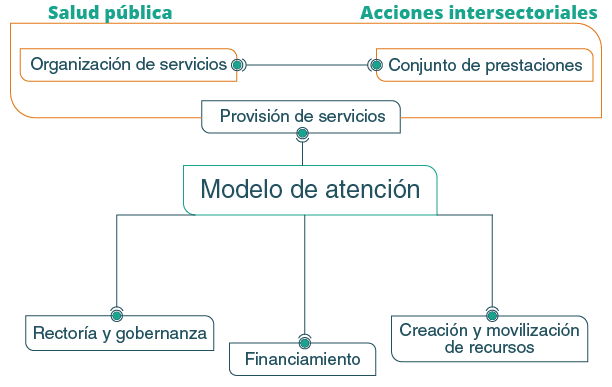 Salud pública
Acciones intersectoriales
Organización de servicios
Conjunto de prestaciones
Provisión de servicios
Modelo de atención
Rectoría y gobernanza
Financiamiento
Creación y movilización
de recursos